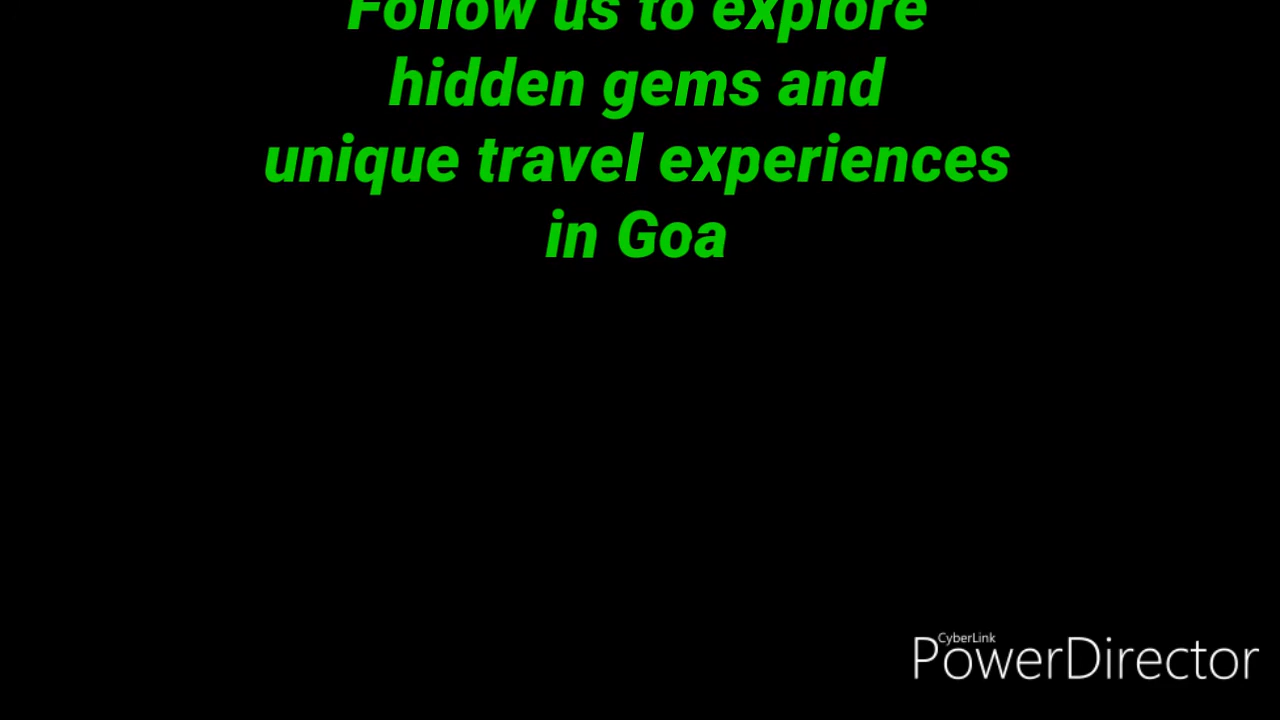 Follow us to explore
hidden gems and
unique travel experiences
in Goa
CyberLink
PowerDirector